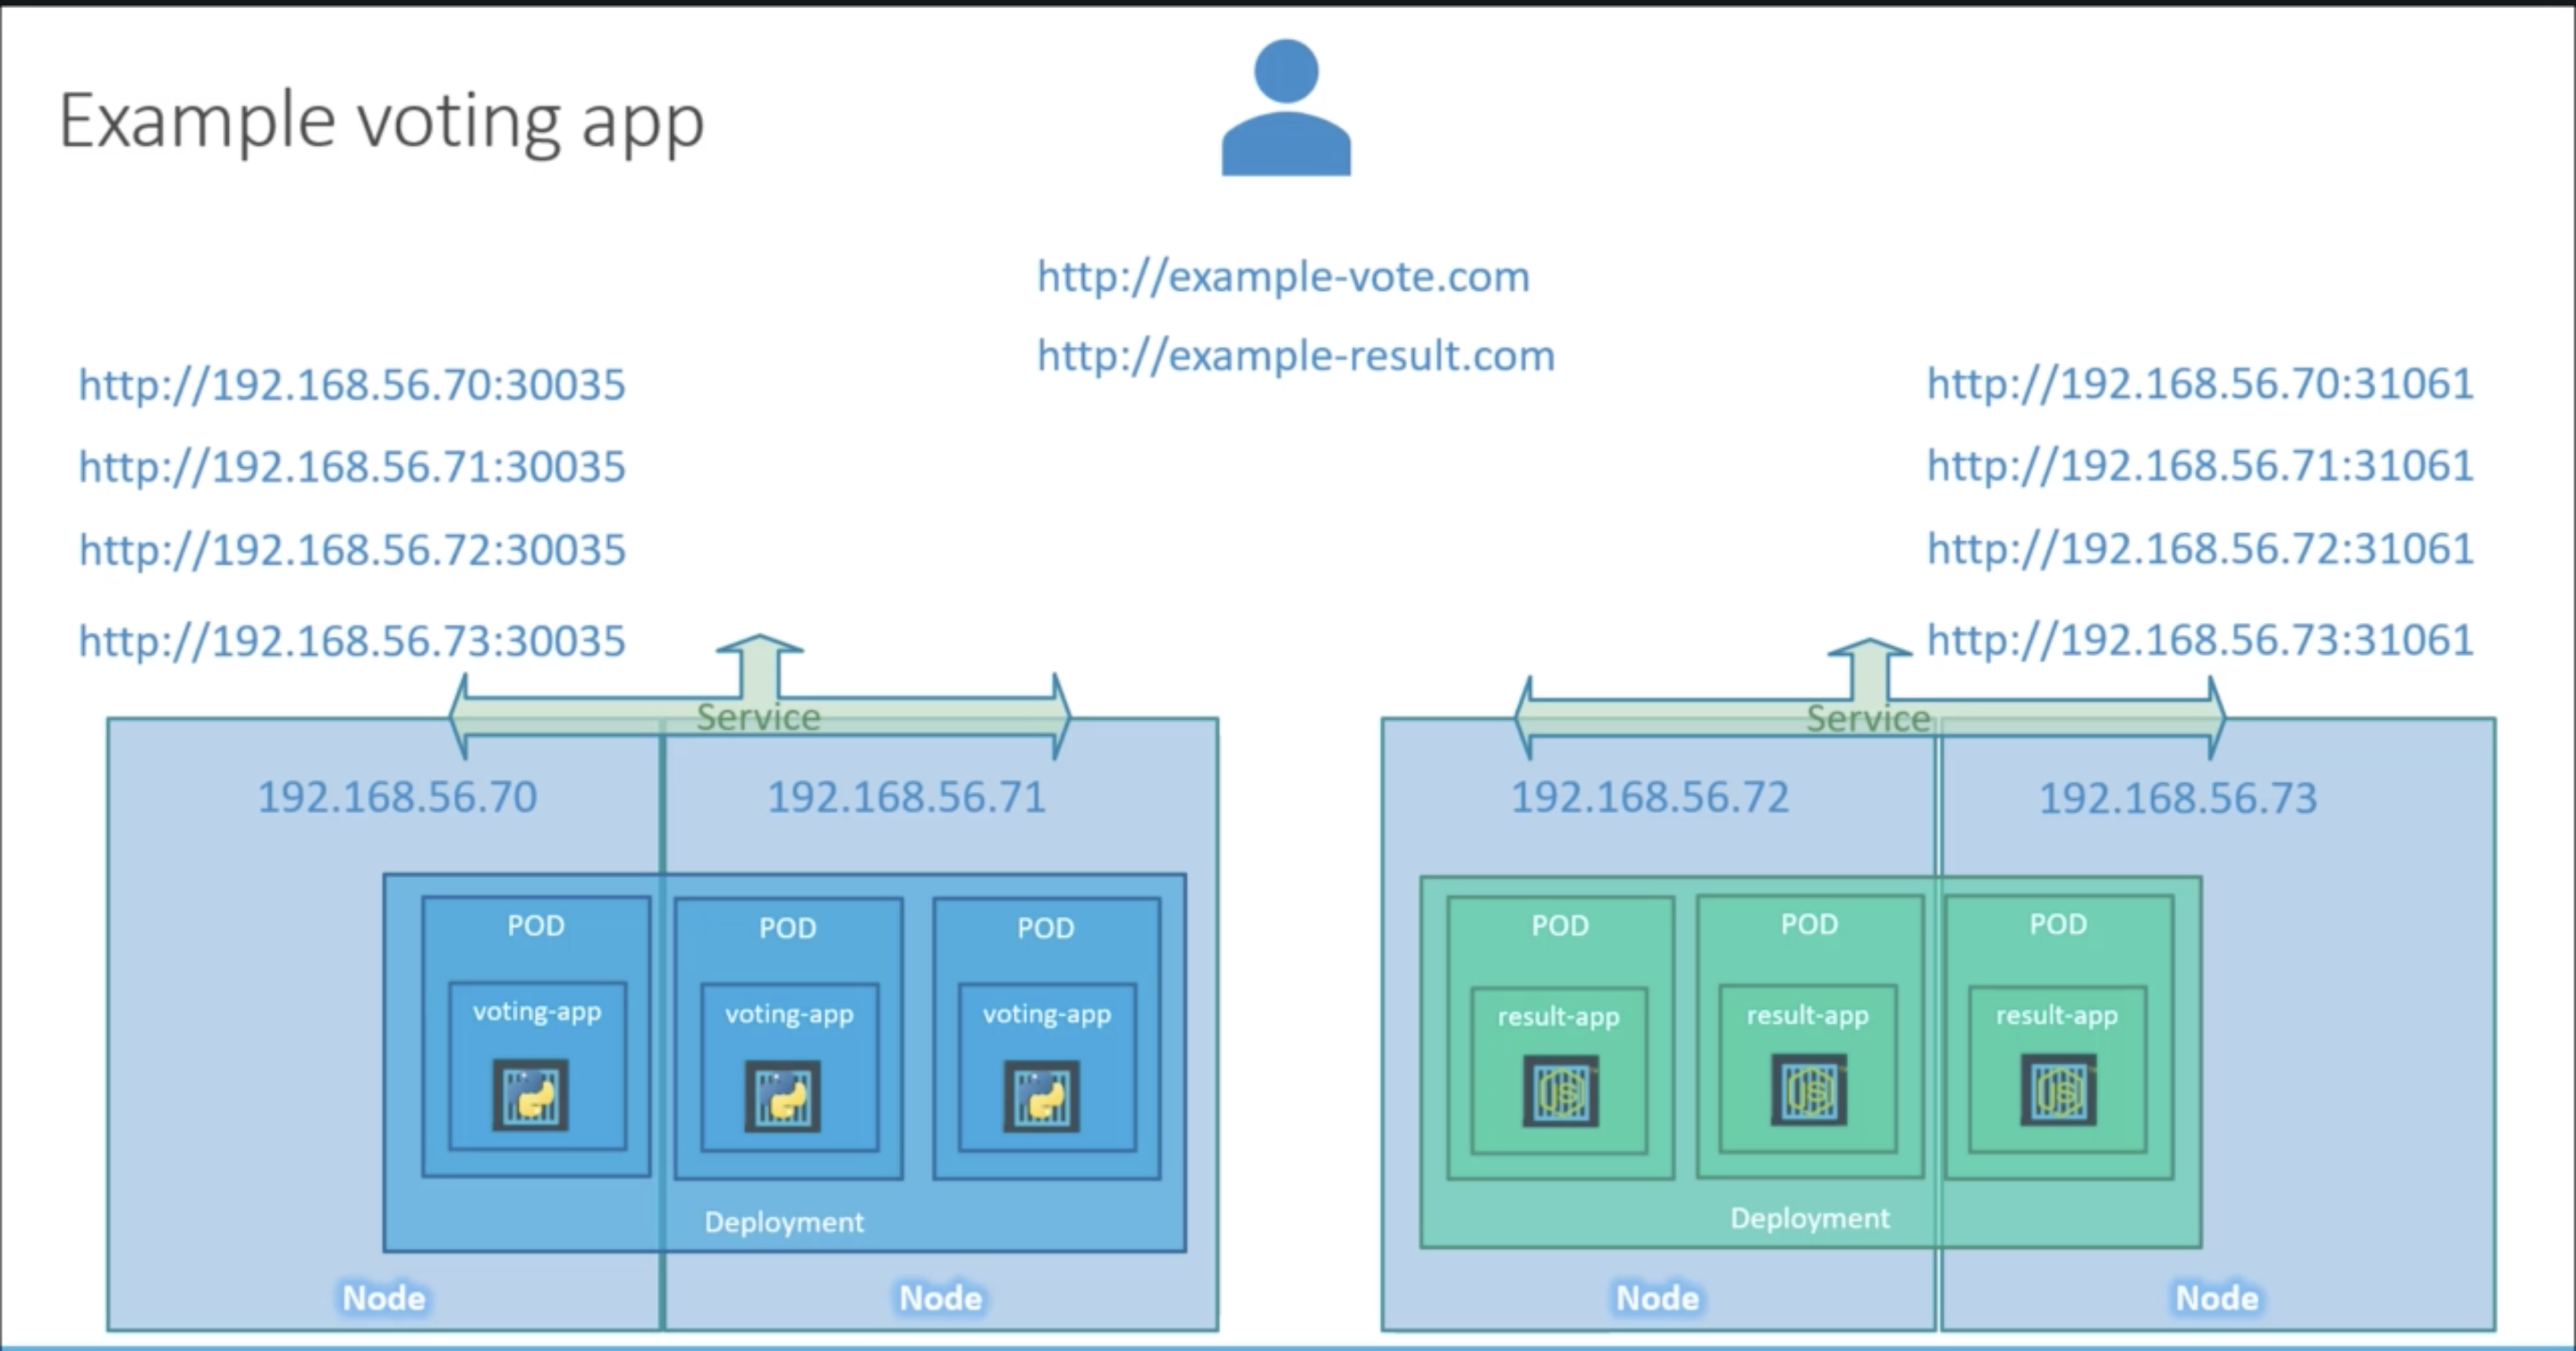 Example voting app
http://example-vote.com
http://example-result.com
http://192.168.56.70:30035
http://192.168.56.71:30035
http://192.168.56.72:30035
http://192.168.56.73:30035
http://192.168.56.70:31061
http://192.168.56.71:31061
http://192.168.56.72:31061
http://192.168.56.73:31061
Service
192.168.56.70
192.168.56.71
POD
voting-app
POD
voting-app
POD
voting-app
Deployment
Node
Node
Service
192.168.56.72
192.168.56.73
POD
result-app
JS
POD
result-app
JS
POD
result-app
JS
Deployment
Node
Node